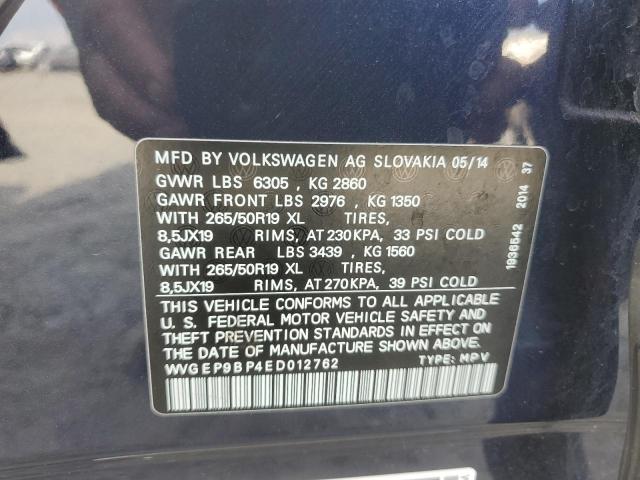 MFD BY VOLKSWAGEN AG SLOVAKIA 05/14
GVWR LBS 6305 , KG 2860
GAWR FRONT LBS 2976 , KG 1350
WITH 265/50R19 XL TIRES,
8,5JX19 RIMS, AT 230KPA, 33 PSI COLD
GAWR REAR LBS 3439 , KG 1560
WITH 265/50R19 XL TIRES,
8,5JX19 RIMS, AT 270KPA, 39 PSI COLD
THIS VEHICLE CONFORMS TO ALL APPLICABLE
U. S. FEDERAL MOTOR VEHICLE SAFETY AND
THEFT PREVENTION STANDARDS IN EFFECT ON
THE DATE OF MANUFACTURE SHOWN ABOVE.
WVGEP9BP4ED012762 TYPE: MPV
1936542 2014 37